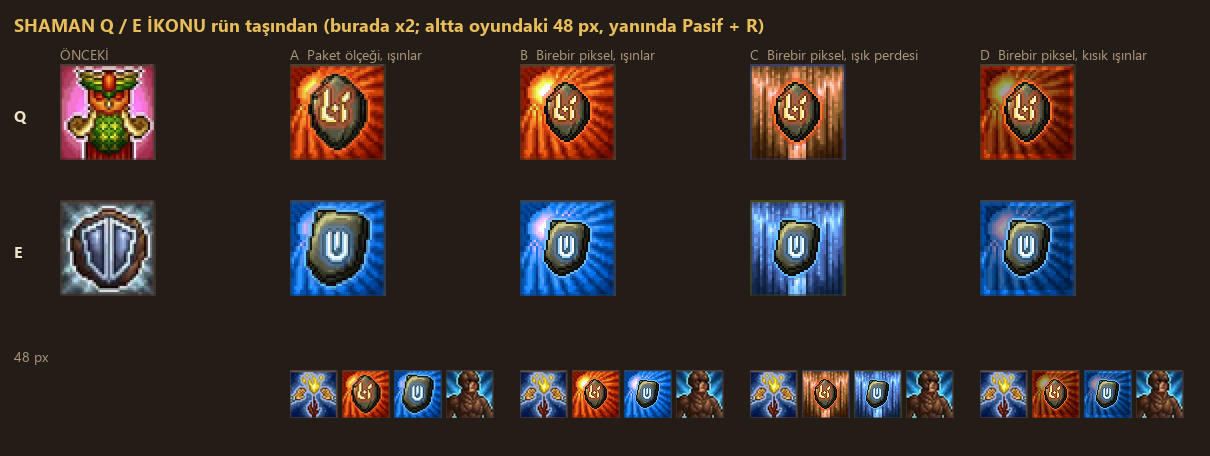 SHAMAN Q / E İKONU rün taşından (burada x2; altta oyundaki 48 px, yanında Pasif + R)
ÖNCEKİ
A Paket ölçeği, ışınlar
B Birebir piksel, ışınlar
C Birebir piksel, ışık perdesi
D Birebir piksel, kısık ışınlar
Q
E
48 px